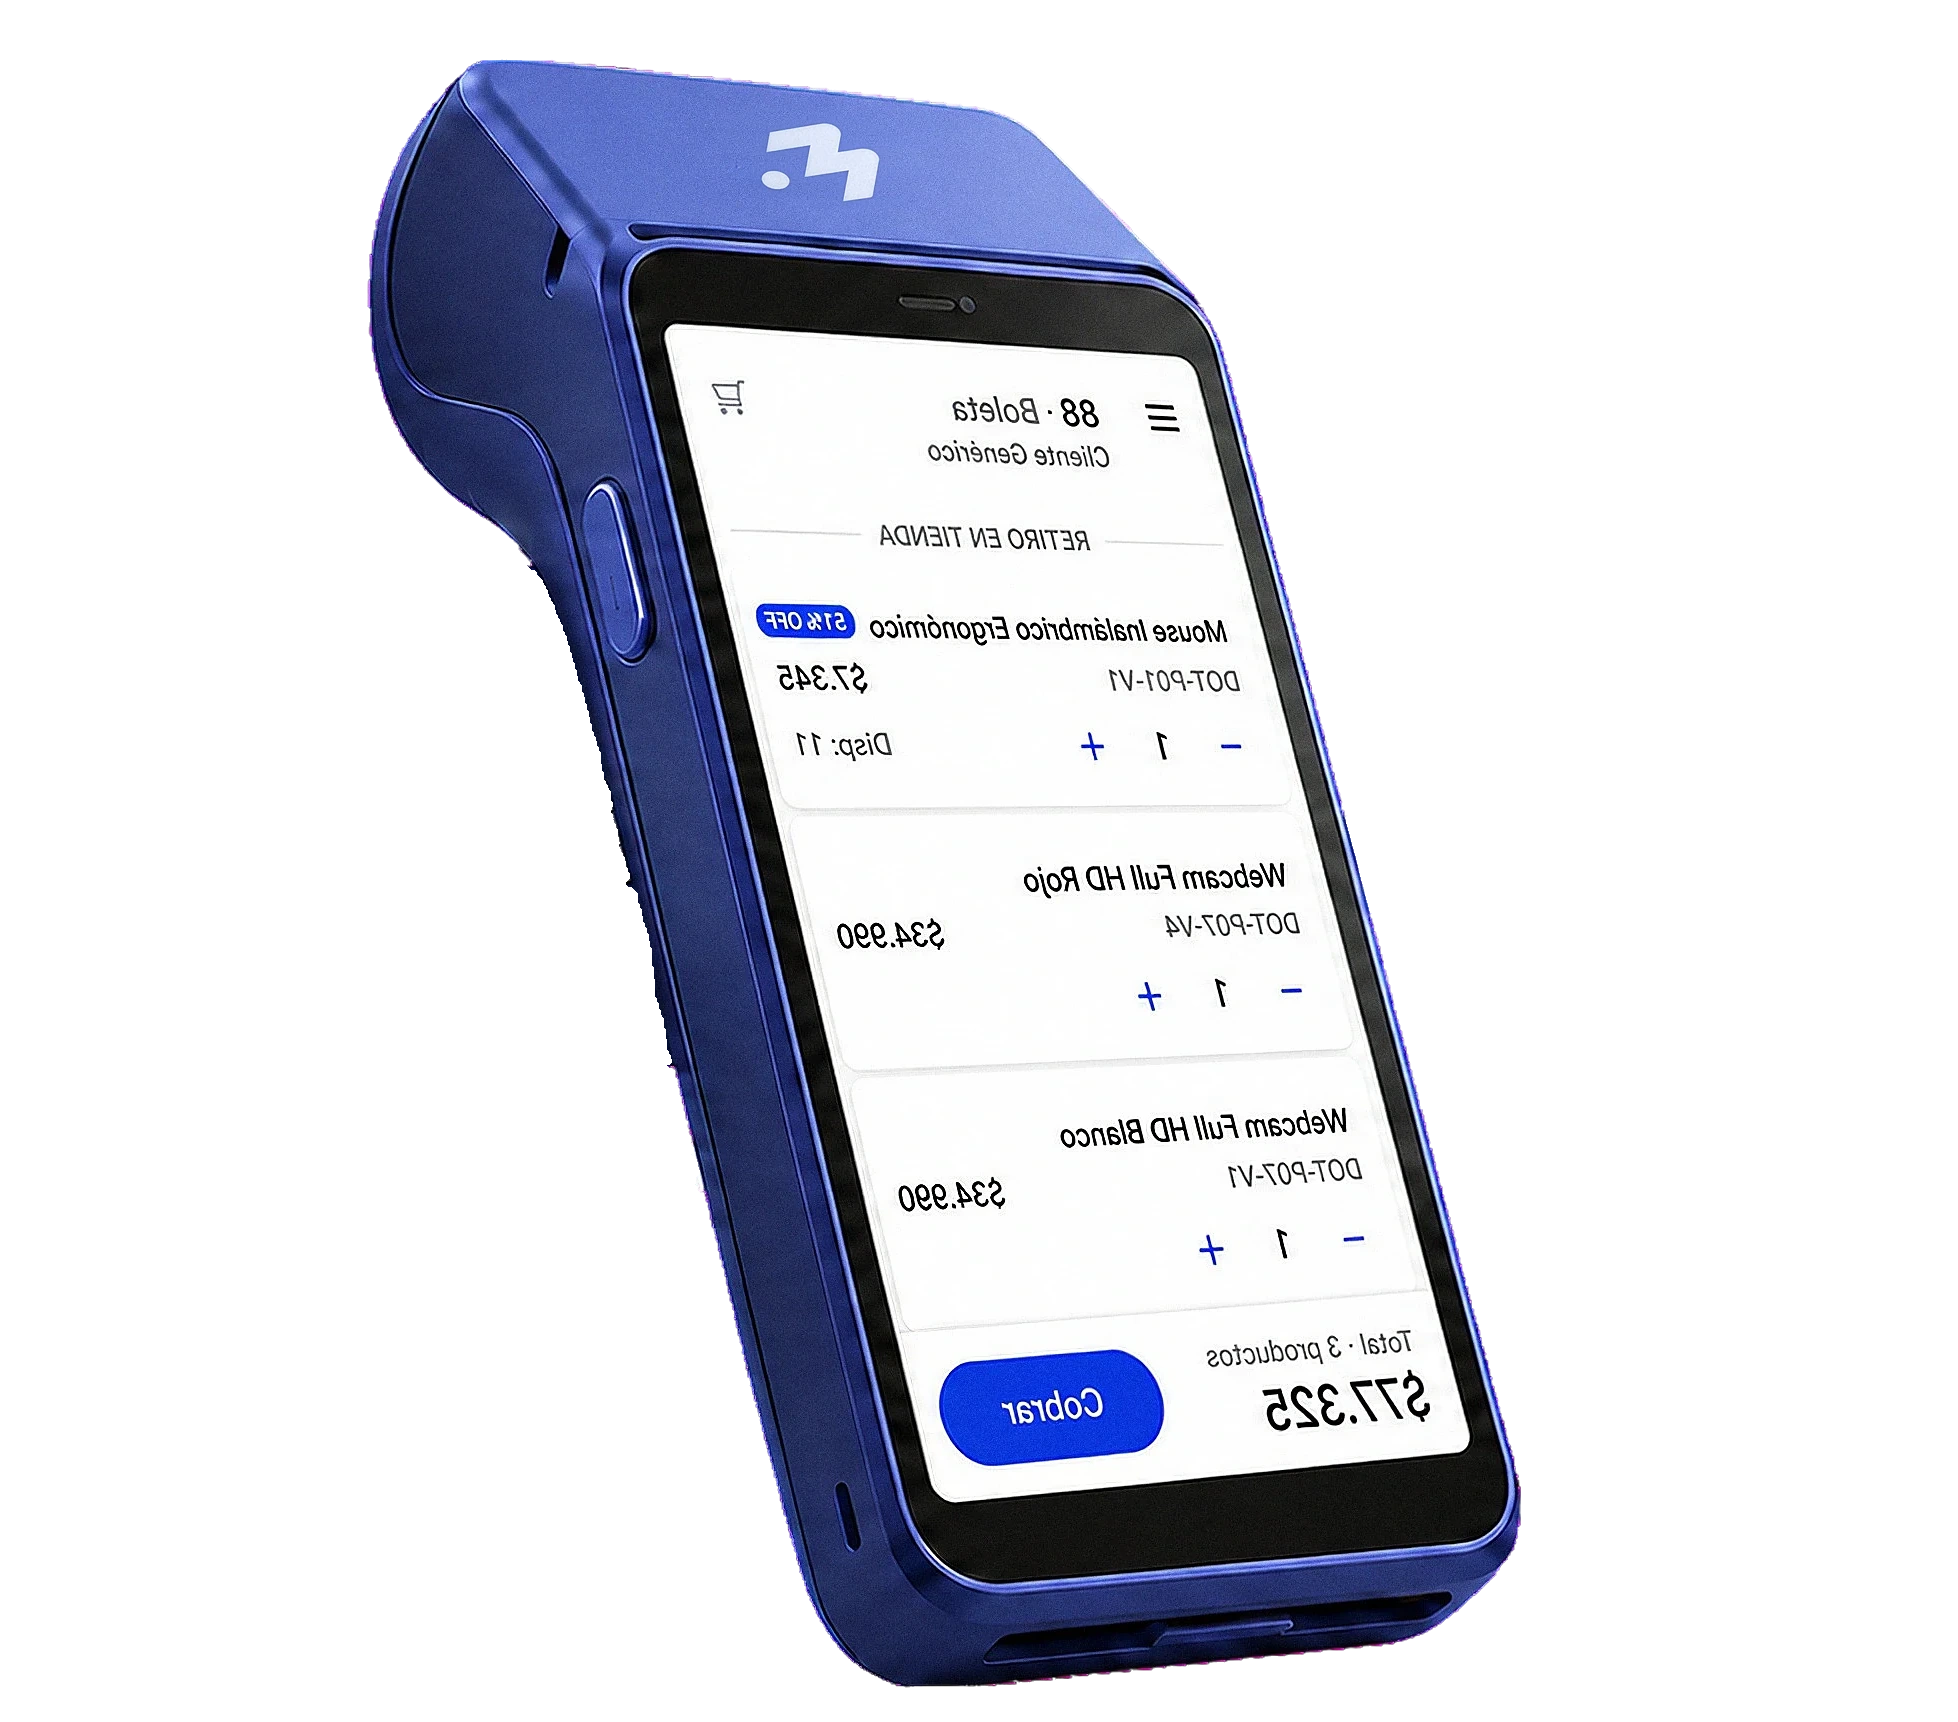 88 · Boleta
Cliente Genérico
RETIRO EN TIENDA
Mouse Inalámbrico Ergonómico 51% OFF
DOT-P01-V1 $7.345
− 1 + Disp: 11
Webcam Full HD Rojo
DOT-P07-V4 $34.990
− 1 +
Webcam Full HD Blanco
DOT-P07-V1 $34.990
− 1 +
Total · 3 productos
$77.325 Cobrar